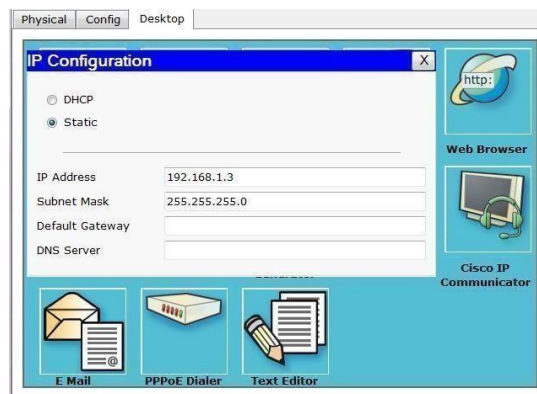 Physical Config Desktop
IP Configuration X
DHCP
Static
IP Address 192.168.1.3
Subnet Mask 255.255.255.0
Default Gateway
DNS Server
http:
Web Browser
Cisco IP
Communicator
@
E Mail PPPoE Dialer Text Editor